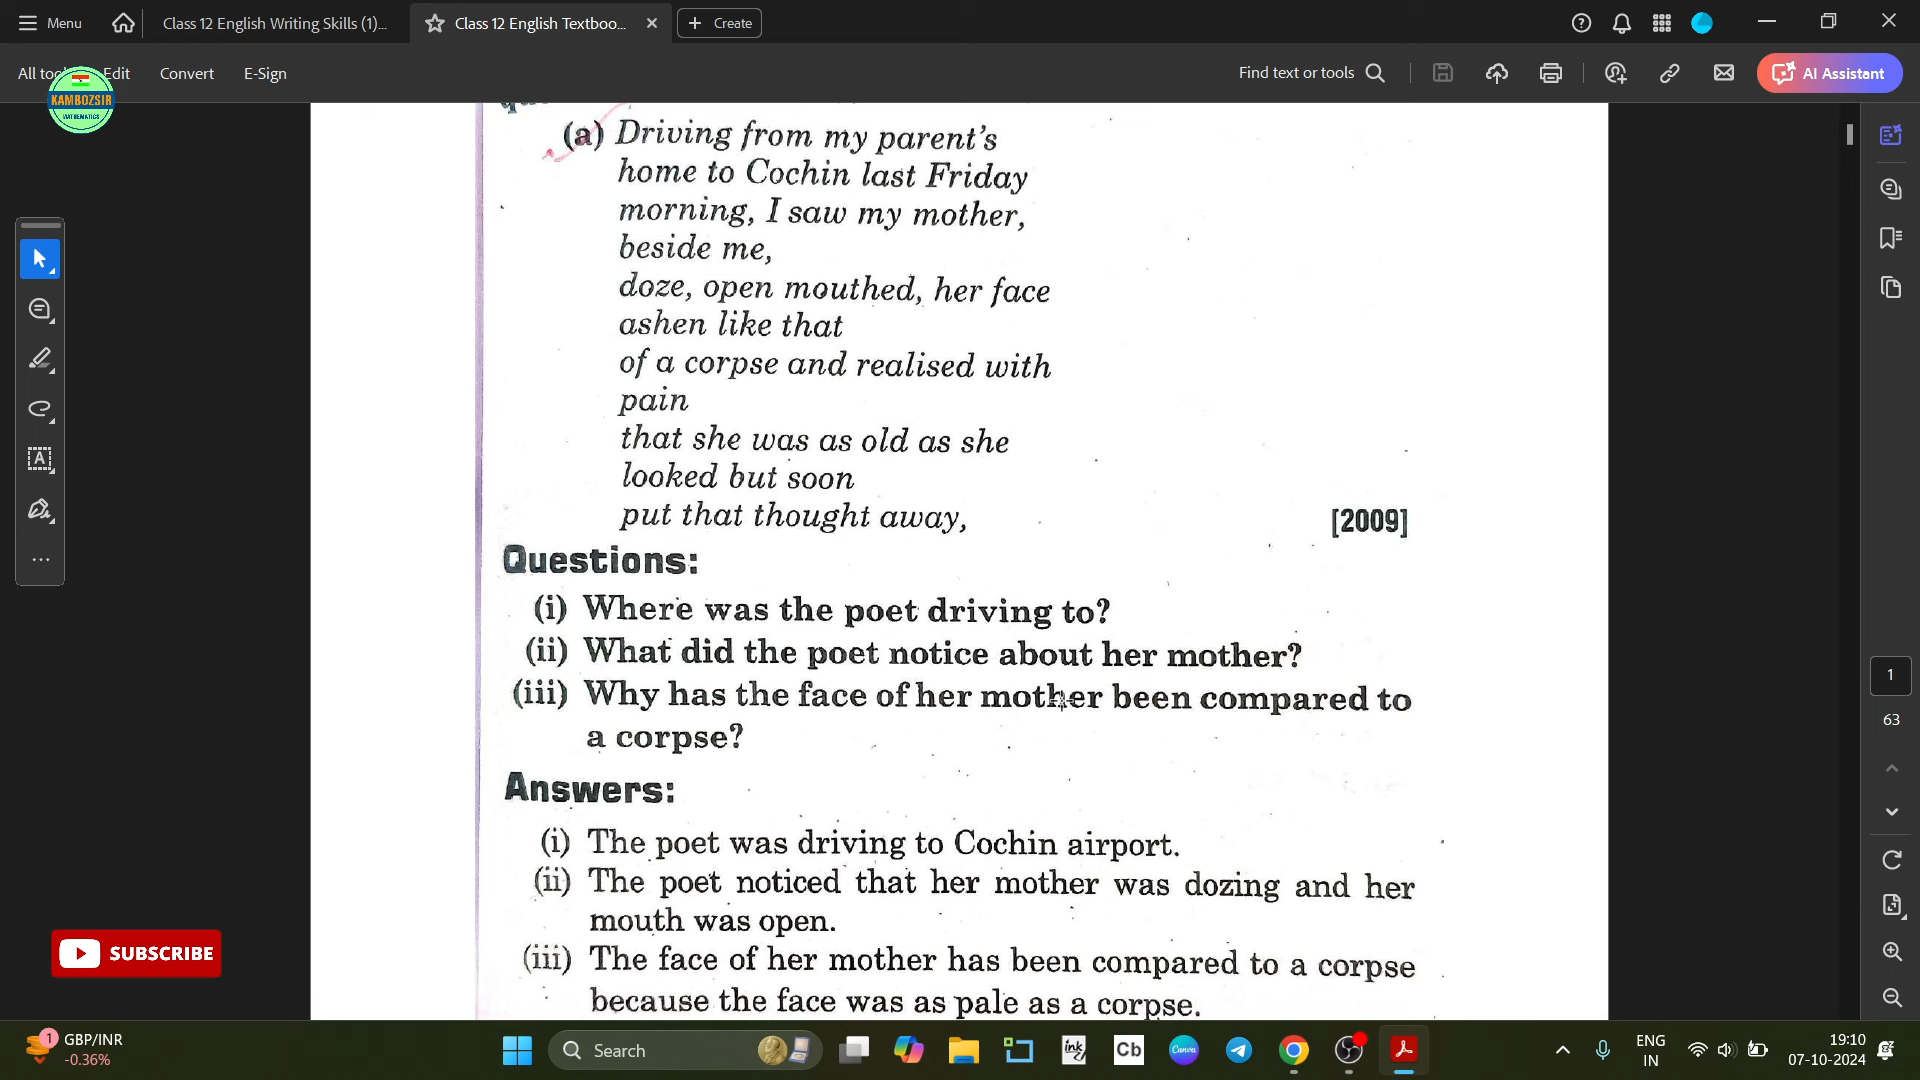 Menu
Class 12 English Writing Skills (1)...
Class 12 English Textboo...
Create
All too
Edit
Convert
E-Sign
Find text or tools
AI Assistant
KAMBOZSIR
MATHEMATICS
(a) Driving from my parent's
home to Cochin last Friday
morning, I saw my mother,
beside me,
doze, open mouthed, her face
ashen like that
of a corpse and realised with
pain
that she was as old as she
looked but soon
put that thought away,
[2009]
Questions:
(i) Where was the poet driving to?
(ii) What did the poet notice about her mother?
(iii) Why has the face of her mother been compared to
a corpse?
Answers:
(i) The poet was driving to Cochin airport.
(ii) The poet noticed that her mother was dozing and her
mouth was open.
(iii) The face of her mother has been compared to a corpse
because the face was as pale as a corpse.
1
63
SUBSCRIBE
1
GBP/INR
-0.36%
Search
ink
Cb
Canva
ENG
IN
19:10
07-10-2024